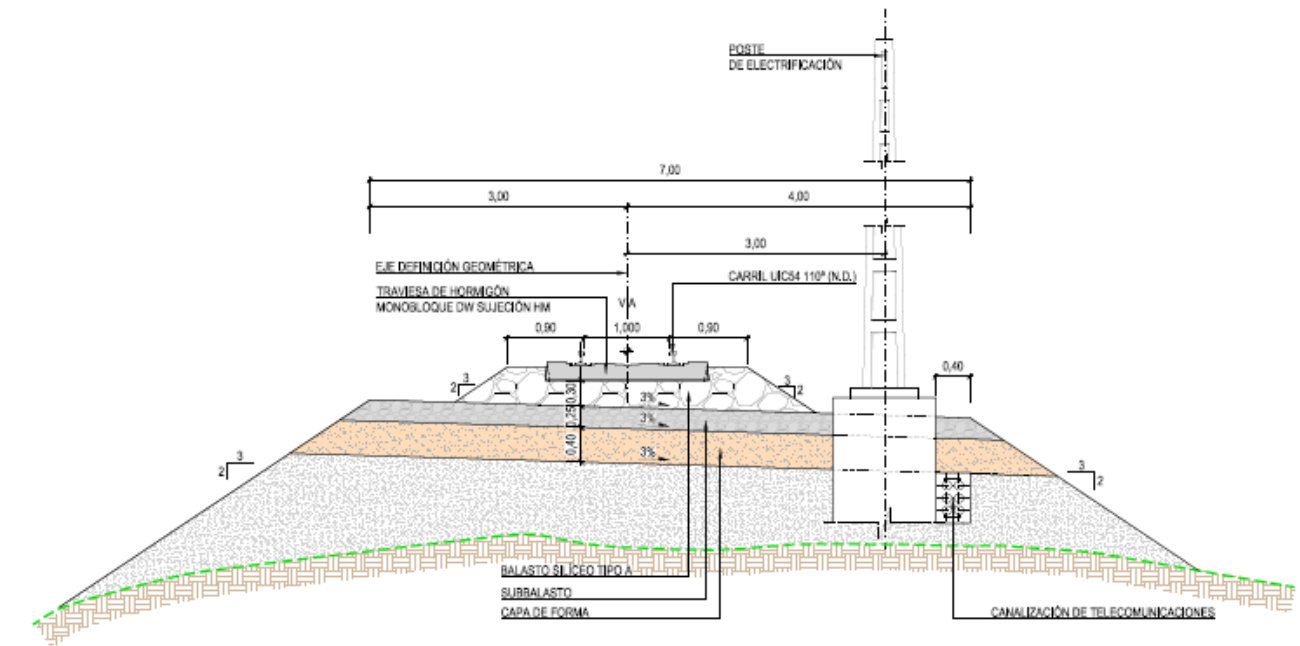 POSTE
DE ELECTRIFICACIÓN
7,00
3,00
4,00
3,00
EJE DEFINICIÓN GEOMÉTRICA
CARRIL UIC54 110ª (N.D.)
TRAVIESA DE HORMIGÓN
MONOBLOQUE DW SUJECIÓN HM
VIA
0,90
1,000
0,90
0,40
3
2
3
2
0,30
3%
0,25
3%
0,40
3%
3
2
3
2
BALASTO SILÍCEO TIPO A
SUBBALASTO
CAPA DE FORMA
CANALIZACIÓN DE TELECOMUNICACIONES